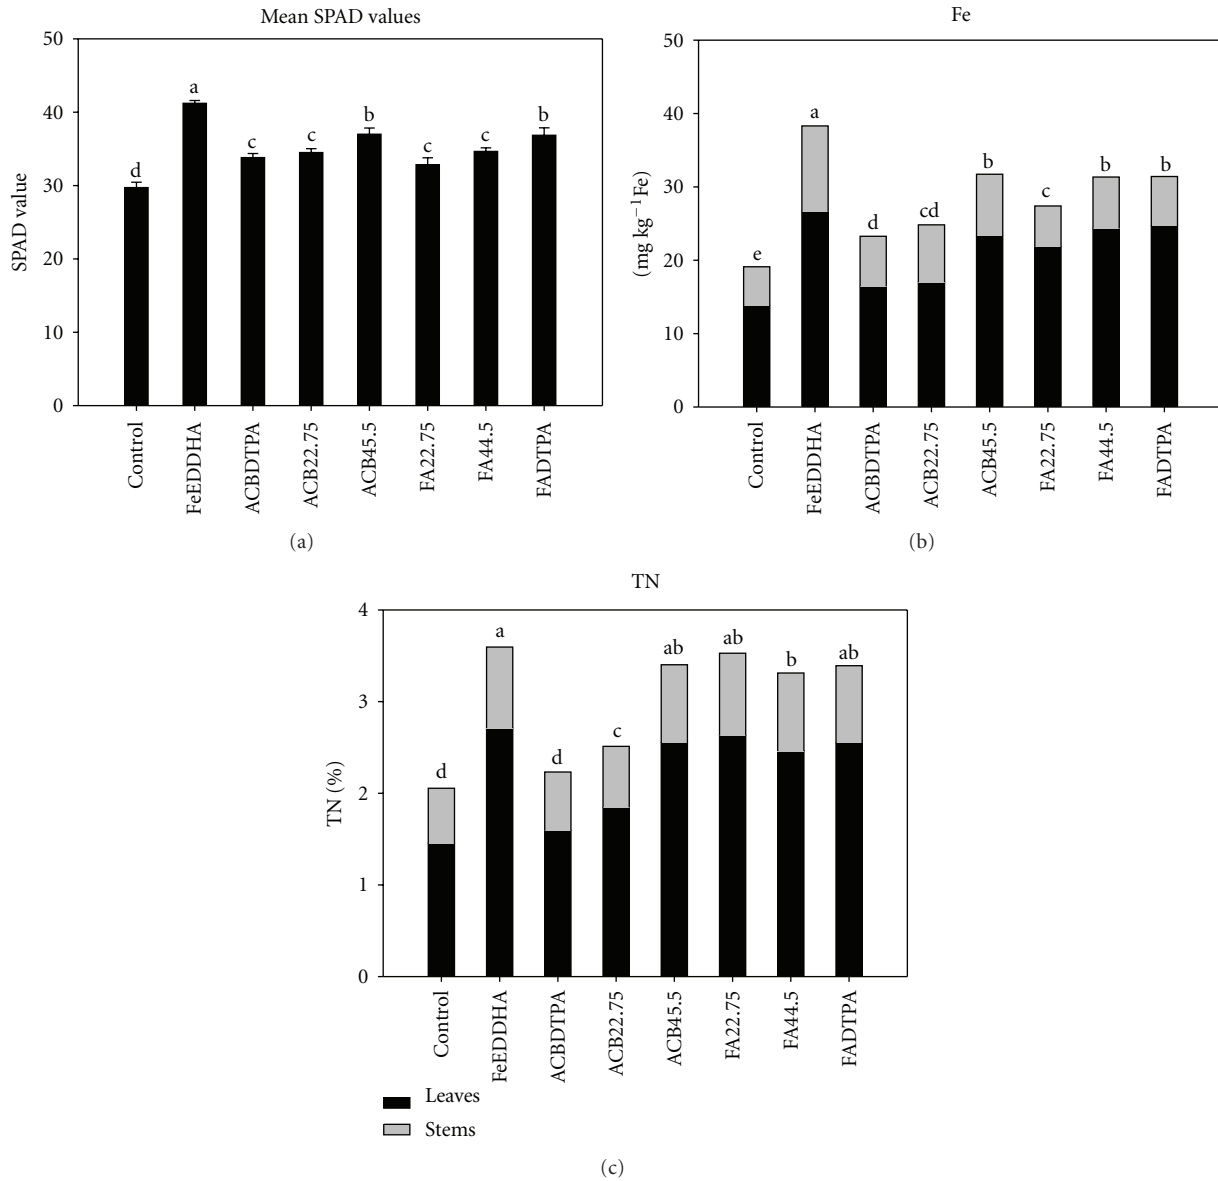 Mean SPAD values
50
40
30
20
10
0
SPAD value
d
a
c
c
b
c
c
b
Control
FeEDDHA
ACBDTPA
ACB22.75
ACB45.5
FA22.75
FA44.5
FADTPA
(a)
Fe
50
40
30
20
10
0
(mg kg−1Fe)
e
a
d
cd
b
c
b
b
Control
FeEDDHA
ACBDTPA
ACB22.75
ACB45.5
FA22.75
FA44.5
FADTPA
(b)
TN
4
3
2
1
0
TN (%)
d
a
d
c
ab
ab
b
ab
Control
FeEDDHA
ACBDTPA
ACB22.75
ACB45.5
FA22.75
FA44.5
FADTPA
Leaves
Stems
(c)